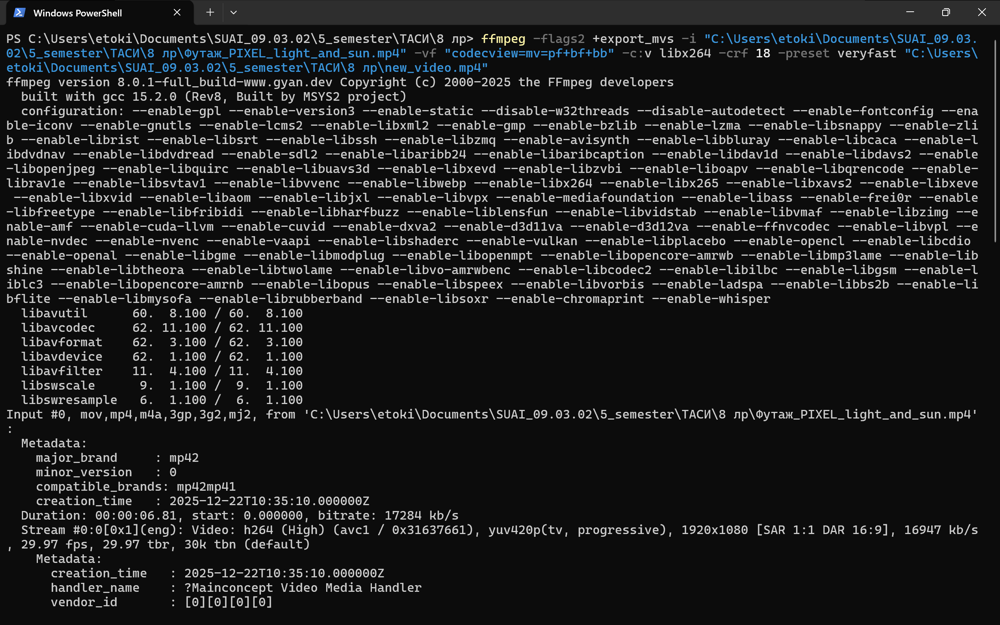 Windows PowerShell
PS C:\Users\etoki\Documents\SUAI_09.03.02\5_semester\ТАСИ\8 лр> ffmpeg -flags2 +export_mvs -i "C:\Users\etoki\Documents\SUAI_09.03.
02\5_semester\ТАСИ\8 лр\Футаж_PIXEL_light_and_sun.mp4" -vf "codecview=mv=pf+bf+bb" -c:v libx264 -crf 18 -preset veryfast "C:\Users\
etoki\Documents\SUAI_09.03.02\5_semester\ТАСИ\8 лр\new_video.mp4"
ffmpeg version 8.0.1-full_build-www.gyan.dev Copyright (c) 2000-2025 the FFmpeg developers
  built with gcc 15.2.0 (Rev8, Built by MSYS2 project)
  configuration: --enable-gpl --enable-version3 --enable-static --disable-w32threads --disable-autodetect --enable-fontconfig --ena
ble-iconv --enable-gnutls --enable-lcms2 --enable-libxml2 --enable-gmp --enable-bzlib --enable-lzma --enable-libsnappy --enable-zli
b --enable-librist --enable-libsrt --enable-libssh --enable-libzmq --enable-avisynth --enable-libbluray --enable-libcaca --enable-l
ibdvdnav --enable-libdvdread --enable-sdl2 --enable-libaribb24 --enable-libaribcaption --enable-libdav1d --enable-libdavs2 --enable
-libopenjpeg --enable-libquirc --enable-libuavs3d --enable-libxevd --enable-libzvbi --enable-liboapv --enable-libqrencode --enable-
librav1e --enable-libsvtav1 --enable-libvvenc --enable-libwebp --enable-libx264 --enable-libx265 --enable-libxavs2 --enable-libxeve
 --enable-libxvid --enable-libaom --enable-libjxl --enable-libvpx --enable-mediafoundation --enable-libass --enable-frei0r --enable
-libfreetype --enable-libfribidi --enable-libharfbuzz --enable-liblensfun --enable-libvidstab --enable-libvmaf --enable-libzimg --e
nable-amf --enable-cuda-llvm --enable-cuvid --enable-dxva2 --enable-d3d11va --enable-d3d12va --enable-ffnvcodec --enable-libvpl --e
nable-nvdec --enable-nvenc --enable-vaapi --enable-libshaderc --enable-vulkan --enable-libplacebo --enable-opencl --enable-libcdio
--enable-openal --enable-libgme --enable-libmodplug --enable-libopenmpt --enable-libopencore-amrwb --enable-libmp3lame --enable-lib
shine --enable-libtheora --enable-libtwolame --enable-libvo-amrwbenc --enable-libcodec2 --enable-libilbc --enable-libgsm --enable-l
iblc3 --enable-libopencore-amrnb --enable-libopus --enable-libspeex --enable-libvorbis --enable-ladspa --enable-libbs2b --enable-li
bflite --enable-libmysofa --enable-librubberband --enable-libsoxr --enable-chromaprint --enable-whisper
  libavutil      60.  8.100 / 60.  8.100
  libavcodec     62. 11.100 / 62. 11.100
  libavformat    62.  3.100 / 62.  3.100
  libavdevice    62.  1.100 / 62.  1.100
  libavfilter    11.  4.100 / 11.  4.100
  libswscale      9.  1.100 /  9.  1.100
  libswresample   6.  1.100 /  6.  1.100
Input #0, mov,mp4,m4a,3gp,3g2,mj2, from 'C:\Users\etoki\Documents\SUAI_09.03.02\5_semester\ТАСИ\8 лр\Футаж_PIXEL_light_and_sun.mp4'
:
  Metadata:
    major_brand     : mp42
    minor_version   : 0
    compatible_brands: mp42mp41
    creation_time   : 2025-12-22T10:35:10.000000Z
  Duration: 00:00:06.81, start: 0.000000, bitrate: 17284 kb/s
  Stream #0:0[0x1](eng): Video: h264 (High) (avc1 / 0x31637661), yuv420p(tv, progressive), 1920x1080 [SAR 1:1 DAR 16:9], 16947 kb/s
, 29.97 fps, 29.97 tbr, 30k tbn (default)
    Metadata:
      creation_time   : 2025-12-22T10:35:10.000000Z
      handler_name    : ?Mainconcept Video Media Handler
      vendor_id       : [0][0][0][0]